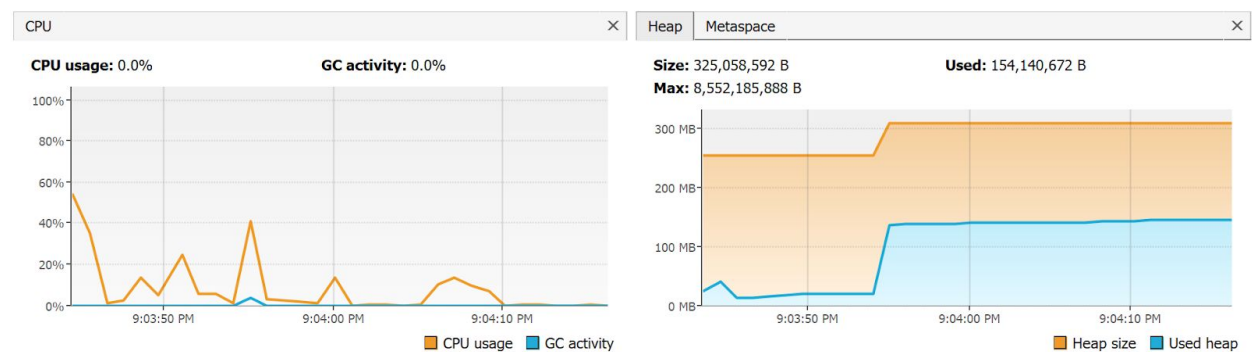 CPU
CPU usage: 0.0% GC activity: 0.0%
100%
80%
60%
40%
20%
0%
9:03:50 PM 9:04:00 PM 9:04:10 PM
CPU usage GC activity
Heap Metaspace
Size: 325,058,592 B Used: 154,140,672 B
Max: 8,552,185,888 B
300 MB
200 MB
100 MB
0 MB
9:03:50 PM 9:04:00 PM 9:04:10 PM
Heap size Used heap